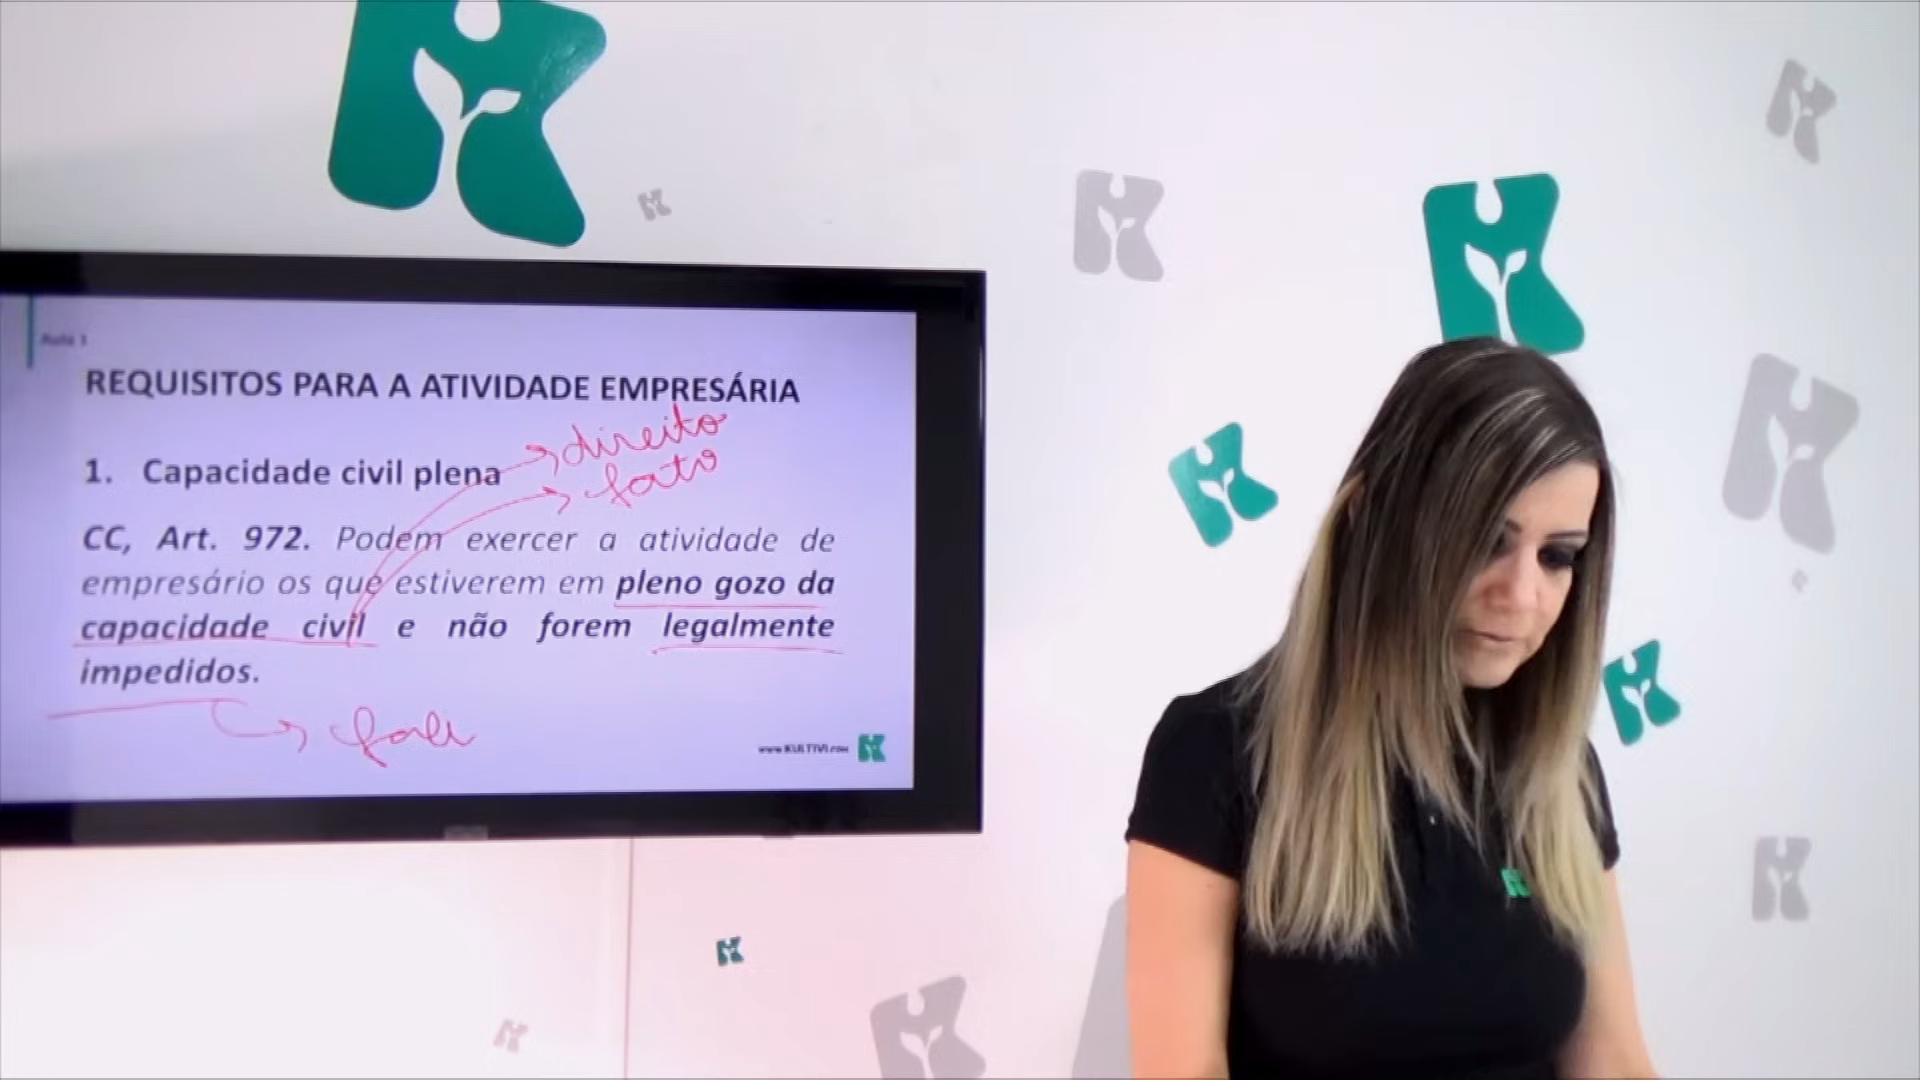 Aula 1
REQUISITOS PARA A ATIVIDADE EMPRESÁRIA
direito
1. Capacidade civil plena
fato
CC, Art. 972. Podem exercer a atividade de
empresário os que estiverem em pleno gozo da
capacidade civil e não forem legalmente
impedidos.
fali
www.KULTIVI.com